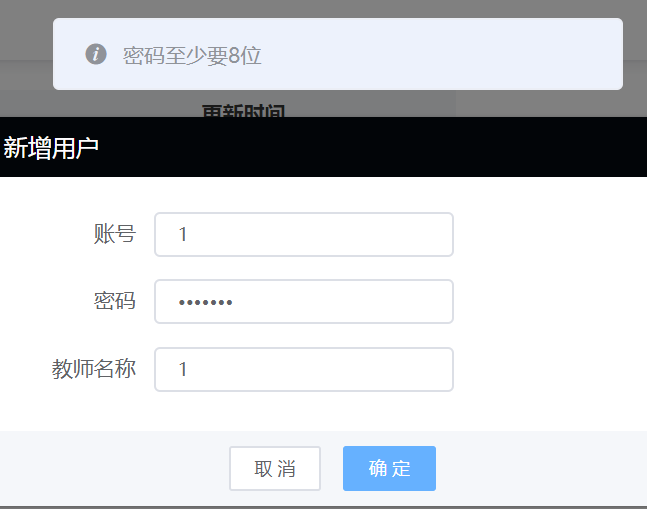 密码至少要8位
更新时间
新增用户
账号 1
密码 •••••••
教师名称 1
取 消 确 定